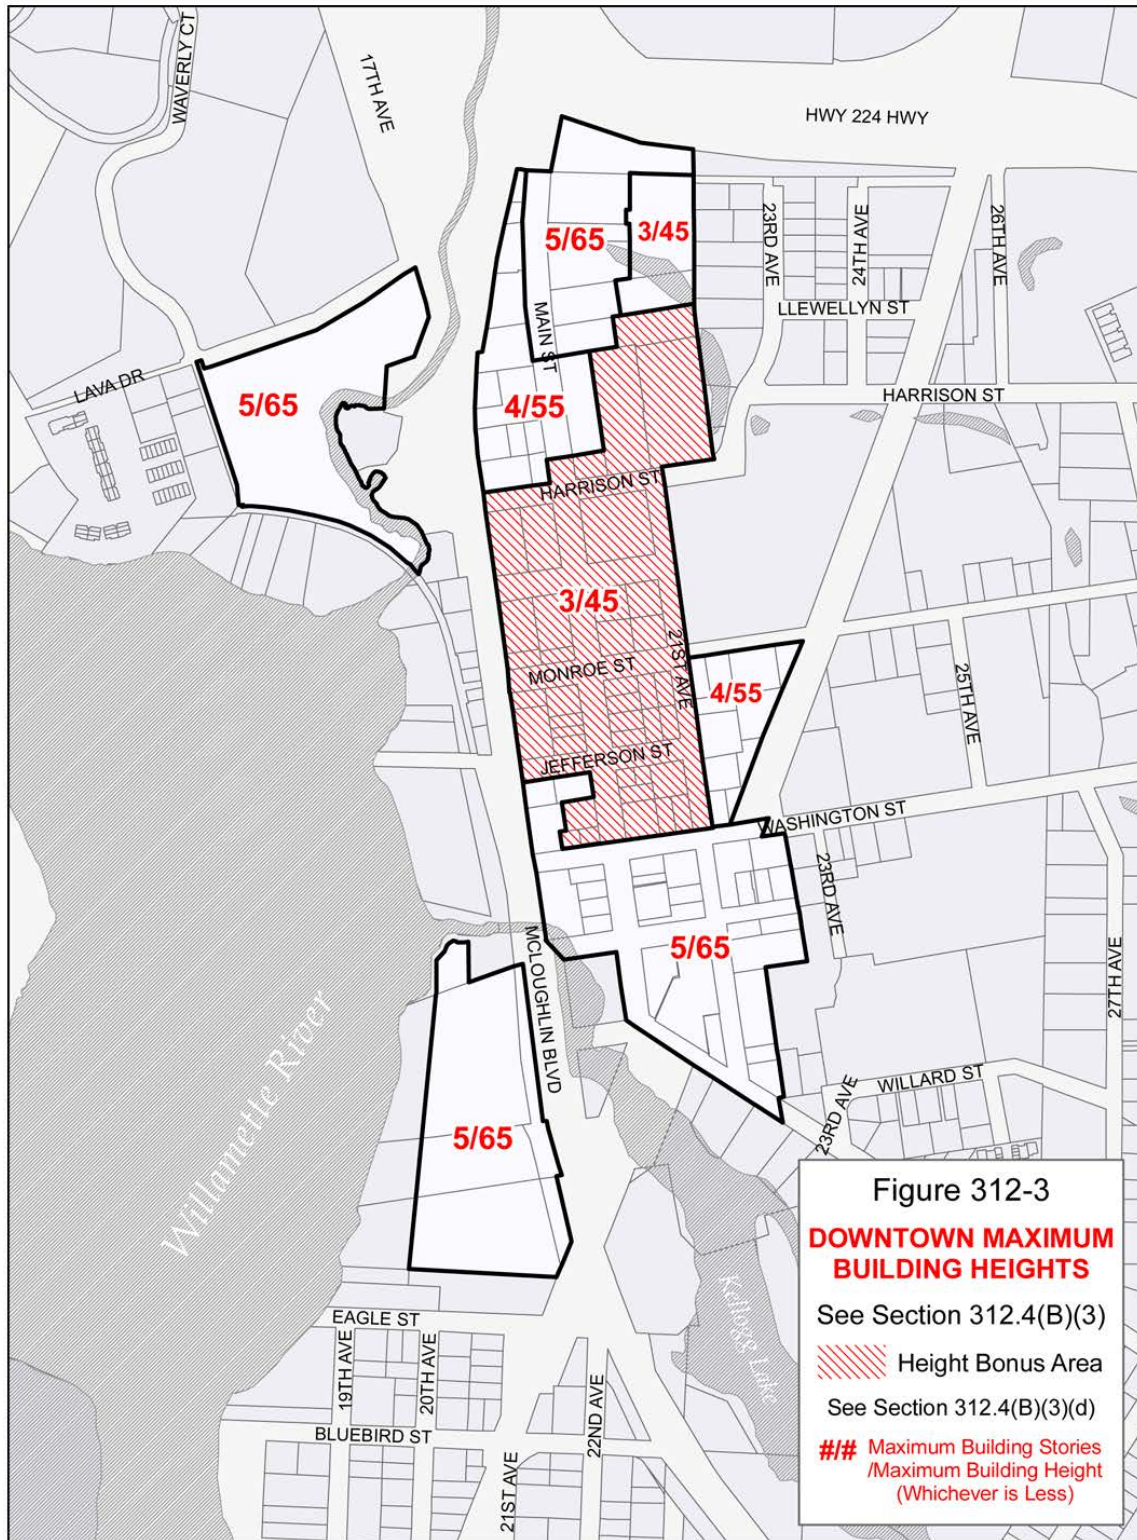 WAVERLY CT
17TH AVE
HWY 224 HWY
5/65
3/45
23RD AVE
24TH AVE
26TH AVE
LLEWELLYN ST
MAIN ST
LAVA DR
5/65
4/55
HARRISON ST
HARRISON ST
3/45
21ST AVE
MONROE ST
4/55
25TH AVE
JEFFERSON ST
WASHINGTON ST
23RD AVE
5/65
27TH AVE
MCLOUGHLIN BLVD
Willamette River
5/65
WILLARD ST
23RD AVE
Kellogg Lake
EAGLE ST
19TH AVE
20TH AVE
22ND AVE
BLUEBIRD ST
21ST AVE
Figure 312-3
DOWNTOWN MAXIMUM
BUILDING HEIGHTS
See Section 312.4(B)(3)
Height Bonus Area
See Section 312.4(B)(3)(d)
#/# Maximum Building Stories
/Maximum Building Height
(Whichever is Less)